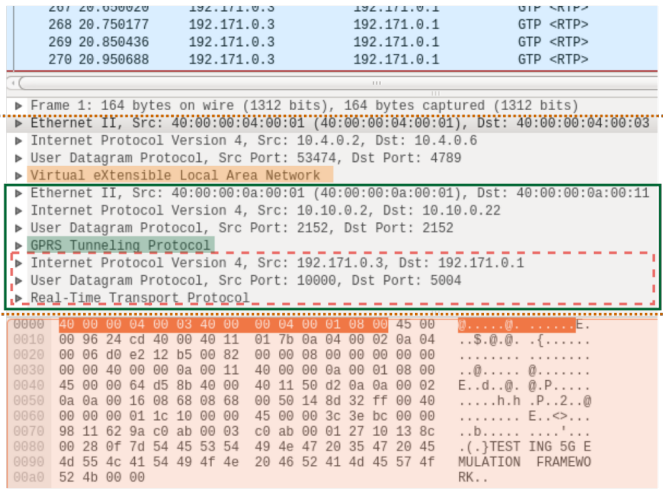 267 20.650020 192.171.0.3 192.171.0.1 GTP <RTP>
268 20.750177 192.171.0.3 192.171.0.1 GTP <RTP>
269 20.850436 192.171.0.3 192.171.0.1 GTP <RTP>
270 20.950688 192.171.0.3 192.171.0.1 GTP <RTP>
Frame 1: 164 bytes on wire (1312 bits), 164 bytes captured (1312 bits)
Ethernet II, Src: 40:00:00:04:00:01 (40:00:00:04:00:01), Dst: 40:00:00:04:00:03
Internet Protocol Version 4, Src: 10.4.0.2, Dst: 10.4.0.6
User Datagram Protocol, Src Port: 53474, Dst Port: 4789
Virtual eXtensible Local Area Network
Ethernet II, Src: 40:00:00:0a:00:01 (40:00:00:0a:00:01), Dst: 40:00:00:0a:00:11
Internet Protocol Version 4, Src: 10.10.0.2, Dst: 10.10.0.22
User Datagram Protocol, Src Port: 2152, Dst Port: 2152
GPRS Tunneling Protocol
Internet Protocol Version 4, Src: 192.171.0.3, Dst: 192.171.0.1
User Datagram Protocol, Src Port: 10000, Dst Port: 5004
Real-Time Transport Protocol
0000 40 00 00 04 00 03 40 00 00 04 00 01 08 00 45 00 @.....@. ......E.
0010 00 96 24 cd 40 00 40 11 01 7b 0a 04 00 02 0a 04 ..$.@.@. .{......
0020 00 06 d0 e2 12 b5 00 82 00 00 08 00 00 00 00 00 ........ ........
0030 00 00 40 00 00 0a 00 11 40 00 00 0a 00 01 08 00 ..@..... @.......
0040 45 00 00 64 d5 8b 40 00 40 11 50 d2 0a 0a 00 02 E..d..@. @.P.....
0050 0a 0a 00 16 08 68 08 68 00 50 14 8d 32 ff 00 40 .....h.h .P..2..@
0060 00 00 00 01 1c 10 00 00 45 00 00 3c 3e bc 00 00 ........ E..<>...
0070 98 11 62 9a c0 ab 00 03 c0 ab 00 01 27 10 13 8c ..b..... ....'...
0080 00 28 0f 7d 54 45 53 54 49 4e 47 20 35 47 20 45 .(.}TEST ING 5G E
0090 4d 55 4c 41 54 49 4f 4e 20 46 52 41 4d 45 57 4f MULATION FRAMEWO
00a0 52 4b 00 00 RK..